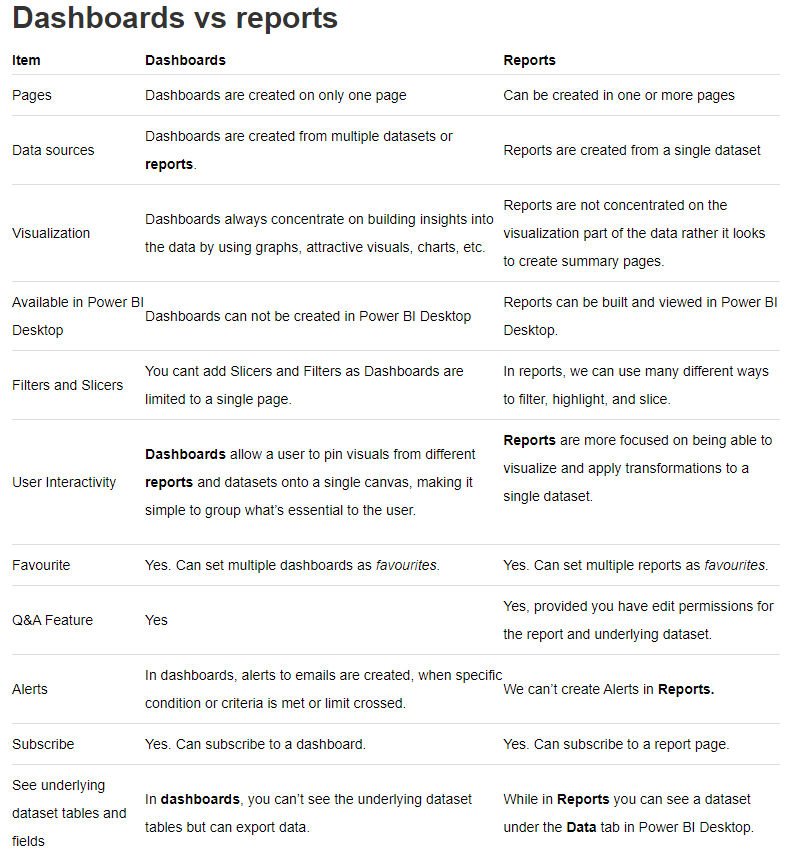 Dashboards vs reports
Item Dashboards Reports
Pages Dashboards are created on only one page Can be created in one or more pages
Data sources
Dashboards are created from multiple datasets or
reports.
Reports are created from a single dataset
Visualization
Dashboards always concentrate on building insights into
the data by using graphs, attractive visuals, charts, etc.
Reports are not concentrated on the
visualization part of the data rather it looks
to create summary pages.
Available in Power BI
Desktop
Dashboards can not be created in Power BI Desktop
Reports can be built and viewed in Power BI
Desktop.
Filters and Slicers
You cant add Slicers and Filters as Dashboards are
limited to a single page.
In reports, we can use many different ways
to filter, highlight, and slice.
User Interactivity
Dashboards allow a user to pin visuals from different
reports and datasets onto a single canvas, making it
simple to group what’s essential to the user.
Reports are more focused on being able to
visualize and apply transformations to a
single dataset.
Favourite Yes. Can set multiple dashboards as favourites. Yes. Can set multiple reports as favourites.
Q&A Feature
Yes
Yes, provided you have edit permissions for
the report and underlying dataset.
Alerts
In dashboards, alerts to emails are created, when specific
condition or criteria is met or limit crossed.
We can’t create Alerts in Reports.
Subscribe Yes. Can subscribe to a dashboard. Yes. Can subscribe to a report page.
See underlying
dataset tables and
fields
In dashboards, you can’t see the underlying dataset
tables but can export data.
While in Reports you can see a dataset
under the Data tab in Power BI Desktop.